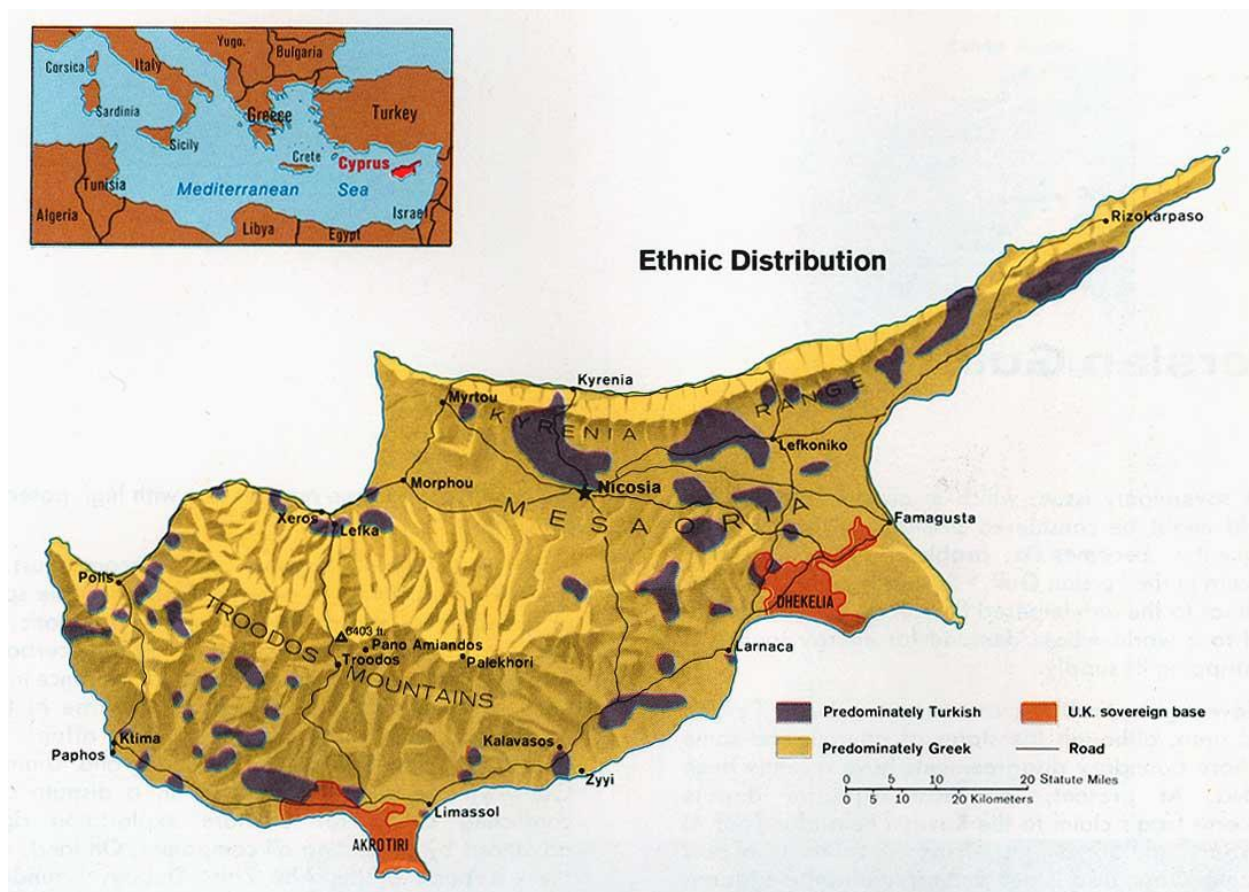 Yugo.
Bulgaria
Corsica
Italy
Sardinia
Greece
Turkey
Sicily
Crete
Cyprus
Tunisia
Mediterranean Sea
Algeria
Israel
Libya
Egypt
Ethnic Distribution
Rizokarpaso
Kyrenia
Myrtou
KYRENIA RANGE
Lefkoniko
Morphou
Nicosia
MESAORIA
Xeros
Lefka
Famagusta
Polis
DHEKELIA
TROODOS MOUNTAINS
6403 ft.
Pano Amiandos
Troodos
Palekhori
Larnaca
Ktima
Paphos
Kalavasos
Zyyi
Limassol
AKROTIRI
Predominately Turkish
U.K. sovereign base
Predominately Greek
Road
0 5 10 20 Statute Miles
0 10 20 Kilometers